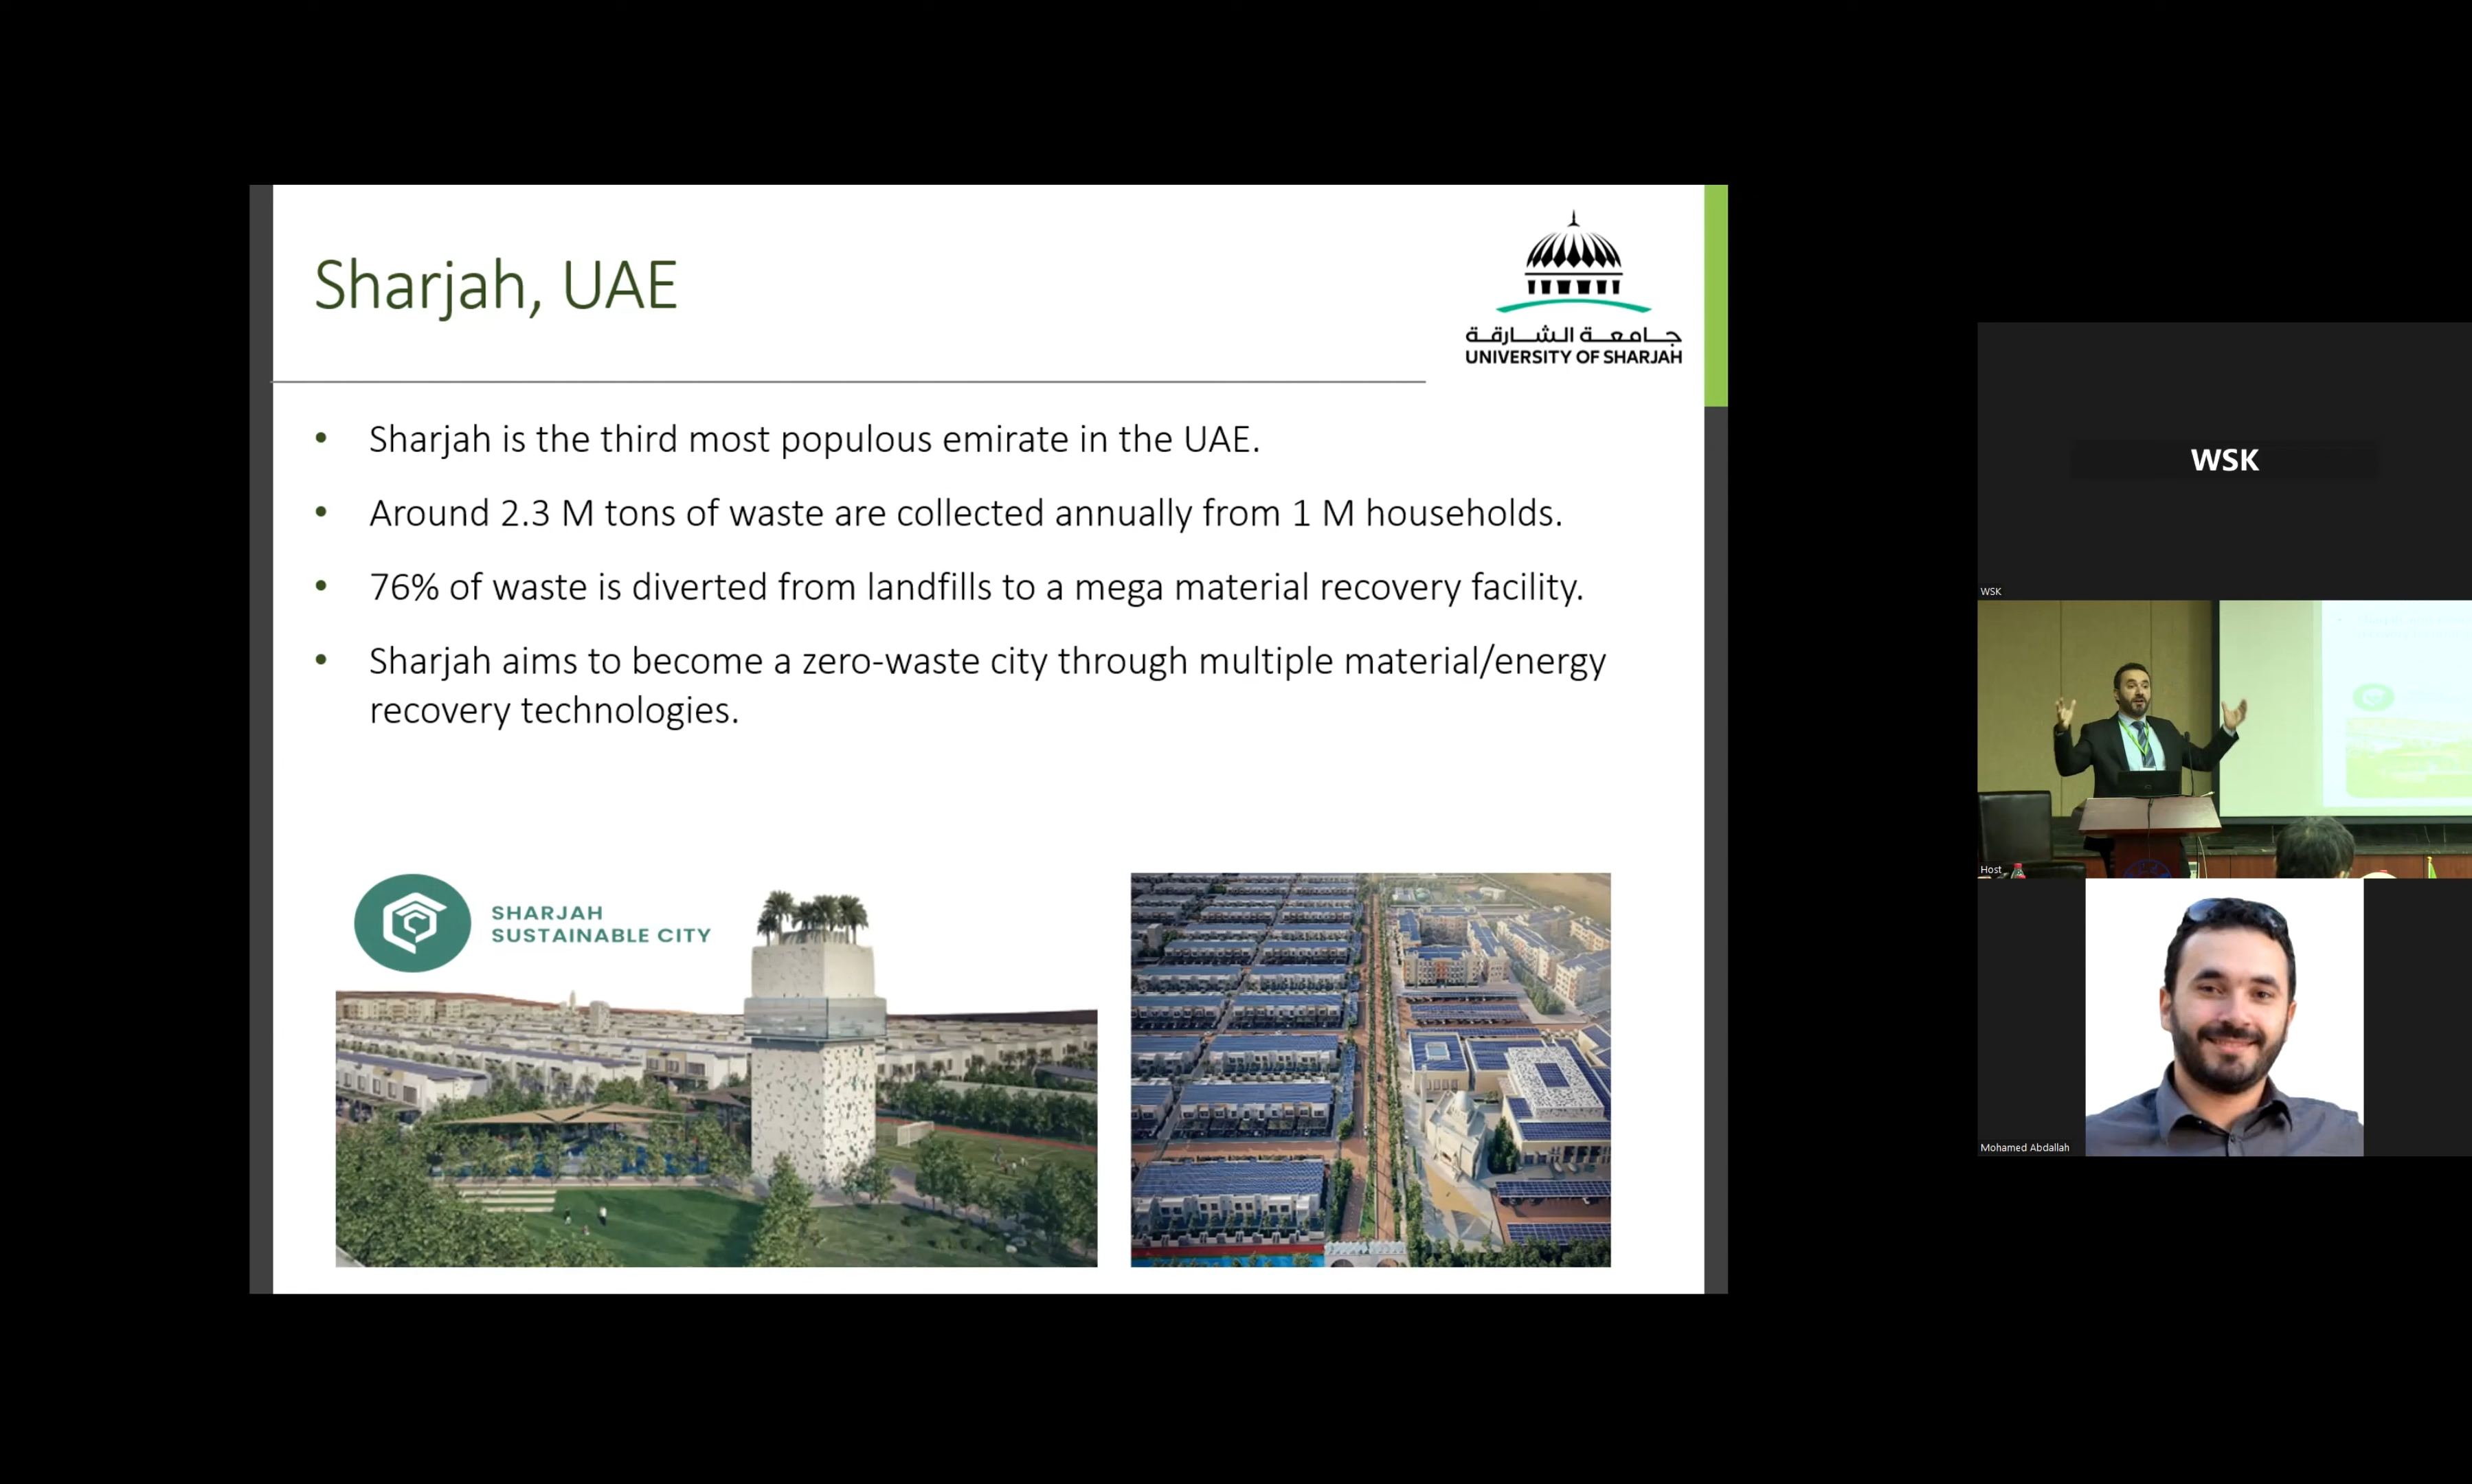 Sharjah, UAE
جامعة الشارقة
UNIVERSITY OF SHARJAH
• Sharjah is the third most populous emirate in the UAE.
• Around 2.3 M tons of waste are collected annually from 1 M households.
• 76% of waste is diverted from landfills to a mega material recovery facility.
• Sharjah aims to become a zero-waste city through multiple material/energy
recovery technologies.
SHARJAH
SUSTAINABLE CITY
WSK
WSK
Host
Mohamed Abdallah